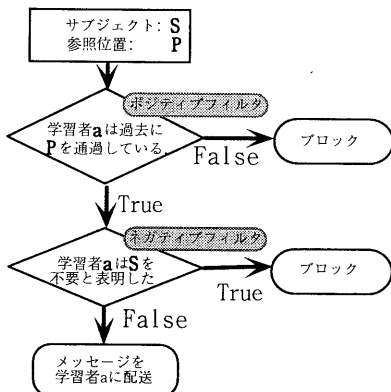 サブジェクト: S
参照位置: P
ポジティブフィルタ
学習者aは過去に
Pを通過している
False
ブロック
True
ネガティブフィルタ
学習者aはSを
不要と表明した
ブロック
True
False
メッセージを
学習者aに配送